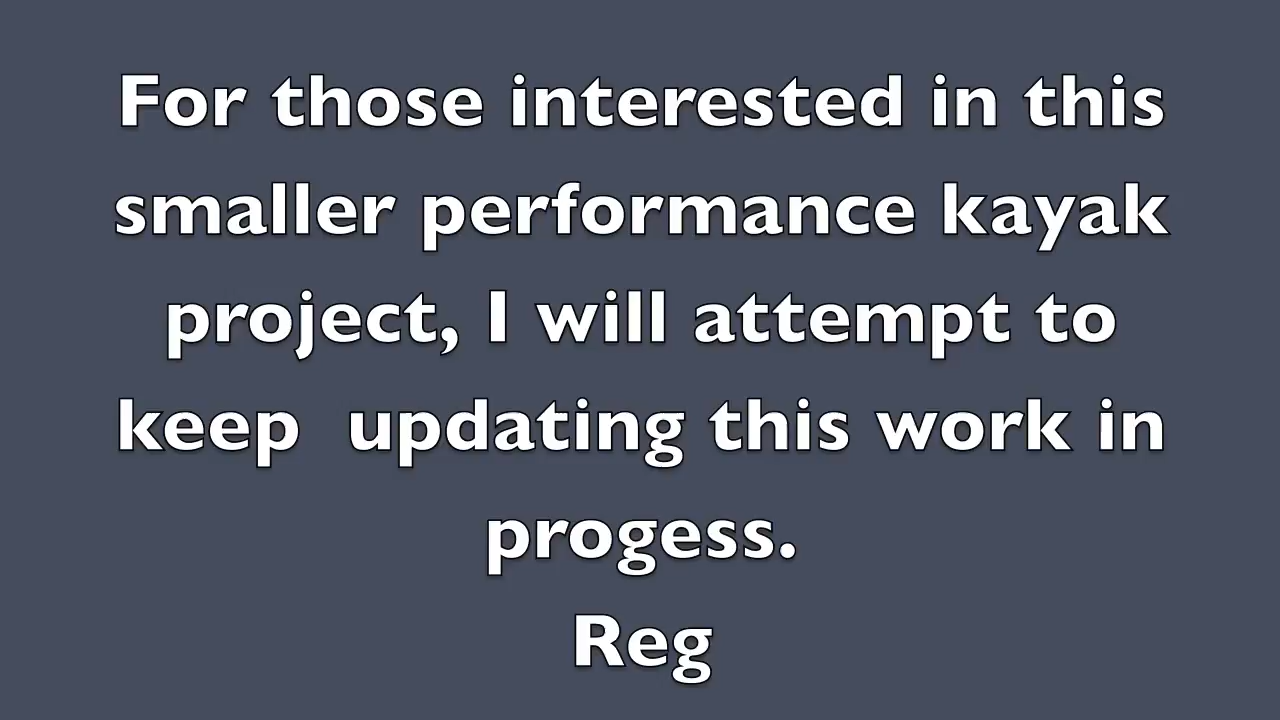 For those interested in this
smaller performance kayak
project, I will attempt to
keep  updating this work in
progess.
Reg